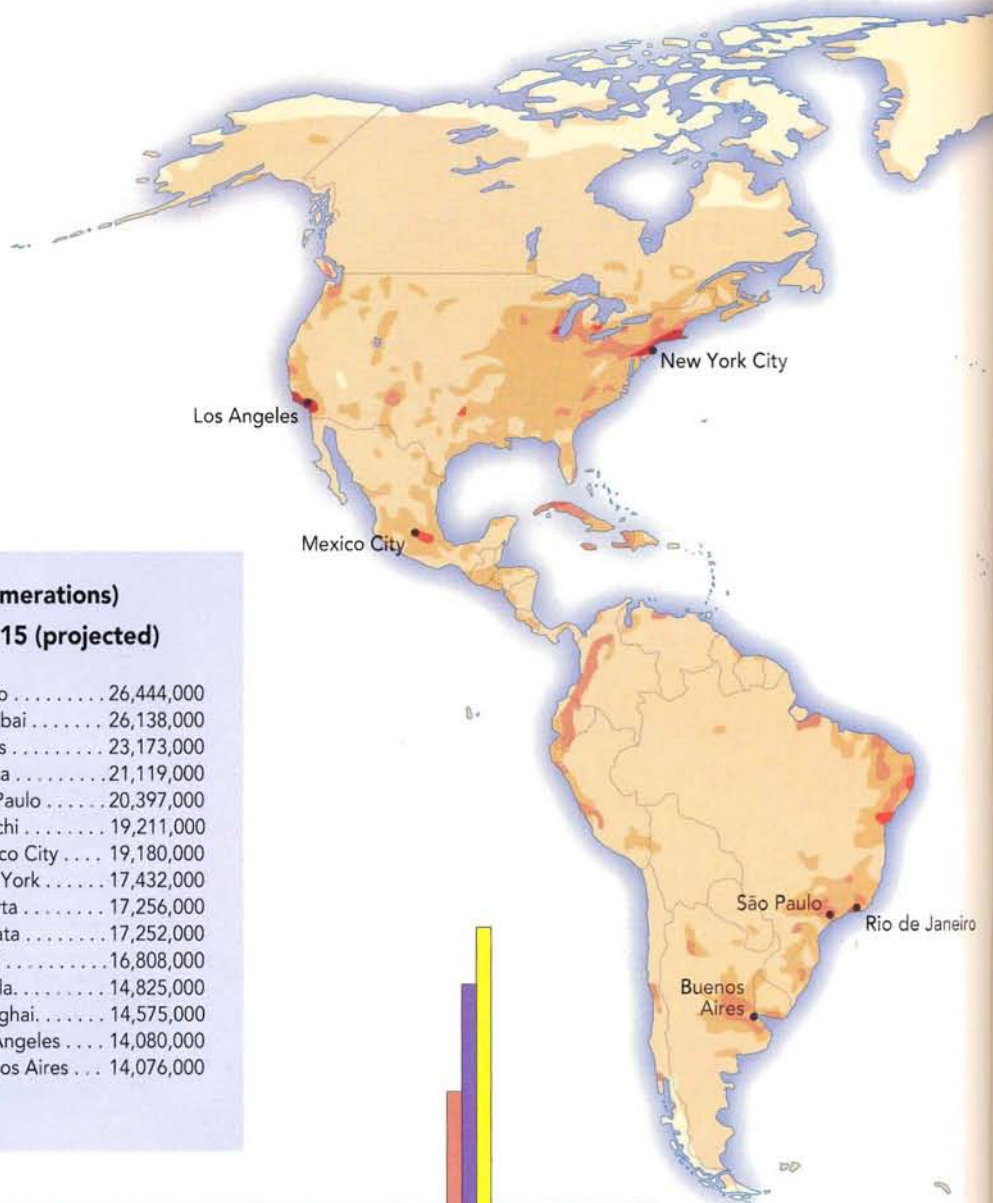 New York City
Los Angeles
Mexico City
merations)
15 (projected)
o . . . . . . . . . 26,444,000
bai . . . . . . . 26,138,000
s . . . . . . . . . 23,173,000
a . . . . . . . . . 21,119,000
Paulo . . . . . . 20,397,000
chi . . . . . . . . 19,211,000
co City . . . . 19,180,000
York . . . . . . 17,432,000
rta . . . . . . . . 17,256,000
ata . . . . . . . . 17,252,000
. . . . . . . . . . 16,808,000
la. . . . . . . . . 14,825,000
ghai. . . . . . . 14,575,000
Angeles . . . . 14,080,000
os Aires . . . 14,076,000
São Paulo
Rio de Janeiro
Buenos
Aires